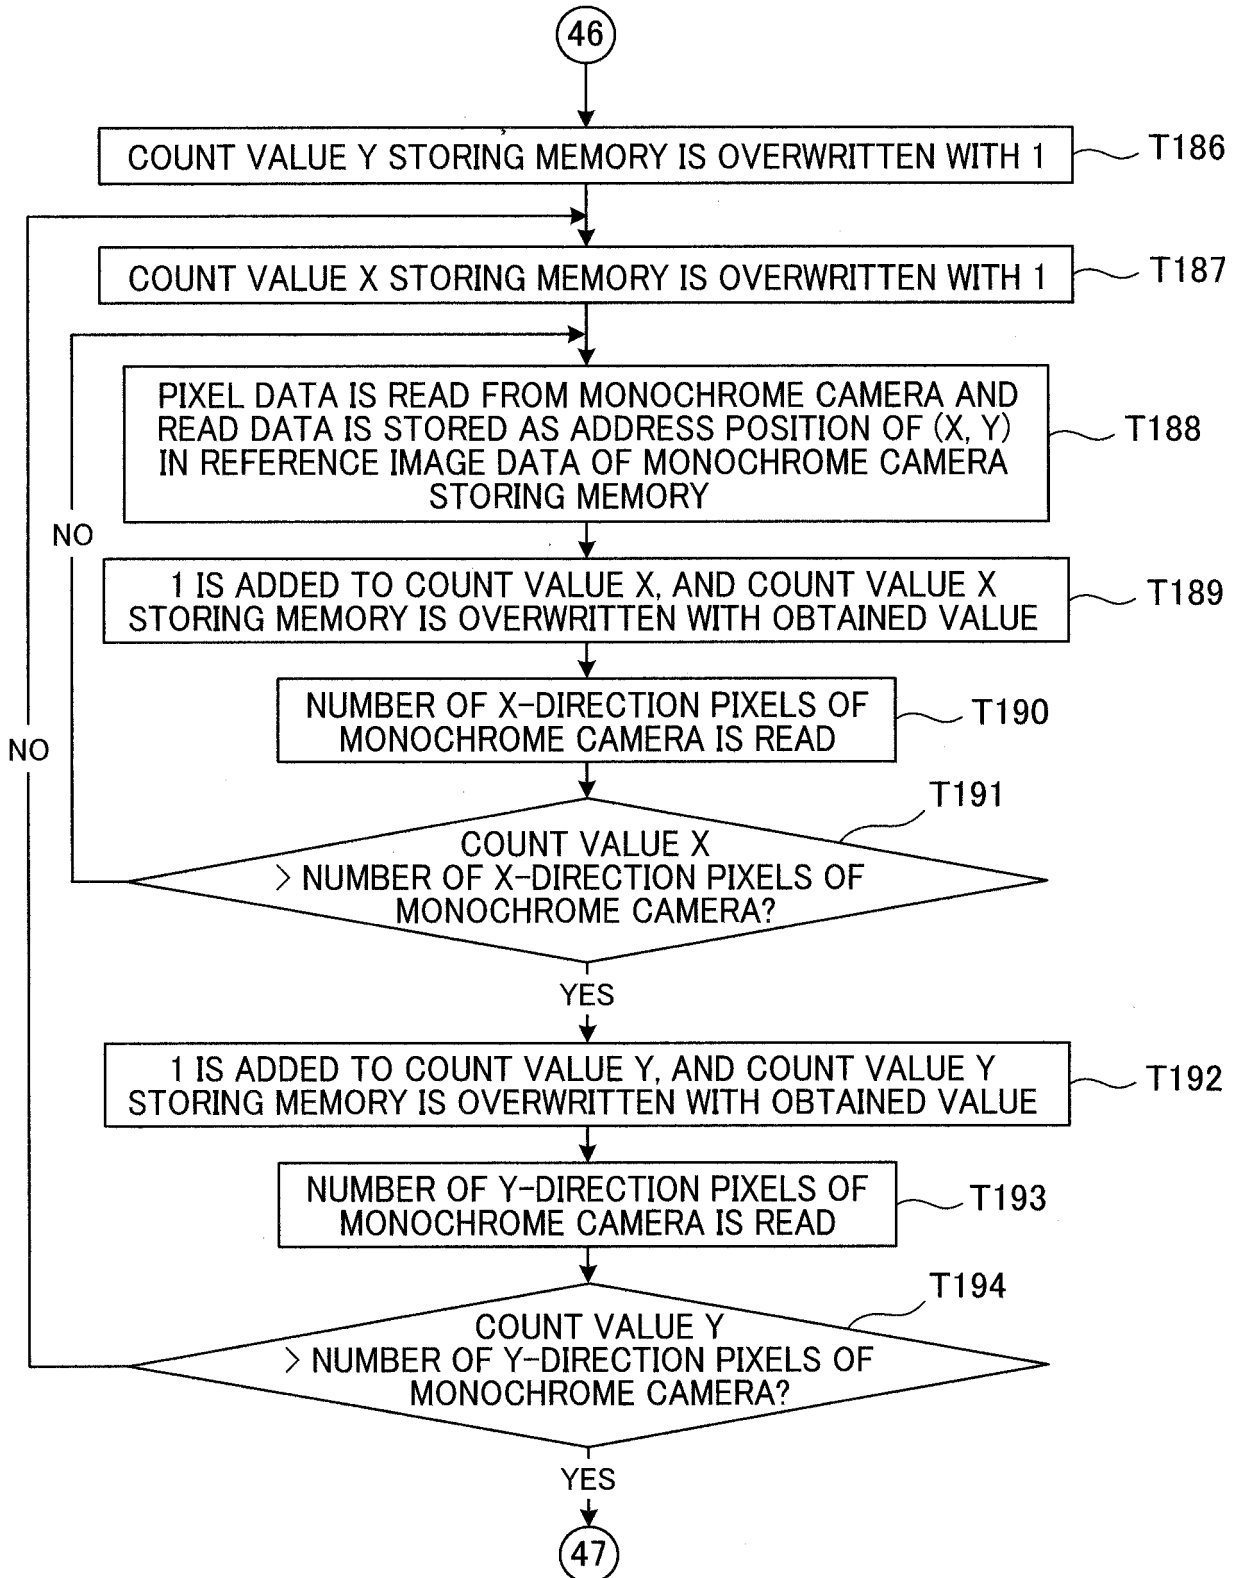 46
COUNT VALUE Y STORING MEMORY IS OVERWRITTEN WITH 1
T186
COUNT VALUE X STORING MEMORY IS OVERWRITTEN WITH 1
T187
PIXEL DATA IS READ FROM MONOCHROME CAMERA AND
READ DATA IS STORED AS ADDRESS POSITION OF (X, Y)
IN REFERENCE IMAGE DATA OF MONOCHROME CAMERA
STORING MEMORY
T188
NO
1 IS ADDED TO COUNT VALUE X, AND COUNT VALUE X
STORING MEMORY IS OVERWRITTEN WITH OBTAINED VALUE
T189
NUMBER OF X-DIRECTION PIXELS OF
MONOCHROME CAMERA IS READ
T190
NO
T191
COUNT VALUE X
> NUMBER OF X-DIRECTION PIXELS OF
MONOCHROME CAMERA?
YES
1 IS ADDED TO COUNT VALUE Y, AND COUNT VALUE Y
STORING MEMORY IS OVERWRITTEN WITH OBTAINED VALUE
T192
NUMBER OF Y-DIRECTION PIXELS OF
MONOCHROME CAMERA IS READ
T193
T194
COUNT VALUE Y
> NUMBER OF Y-DIRECTION PIXELS OF
MONOCHROME CAMERA?
YES
47